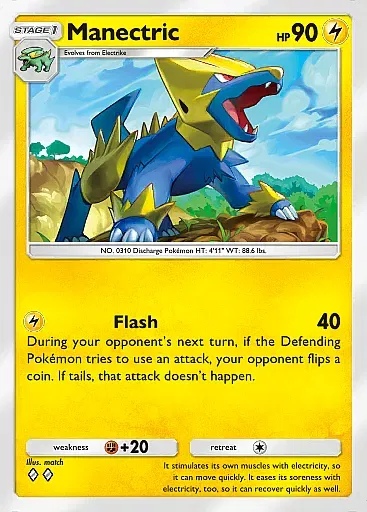 STAGE 1 Manectric HP 90
Evolves from Electrike
NO. 0310 Discharge Pokémon HT: 4'11" WT: 88.6 lbs.
Flash 40
During your opponent's next turn, if the Defending
Pokémon tries to use an attack, your opponent flips a
coin. If tails, that attack doesn't happen.
weakness +20 retreat
Illus. match
It stimulates its own muscles with electricity, so
it can move quickly. It eases its soreness with
electricity, too, so it can recover quickly as well.